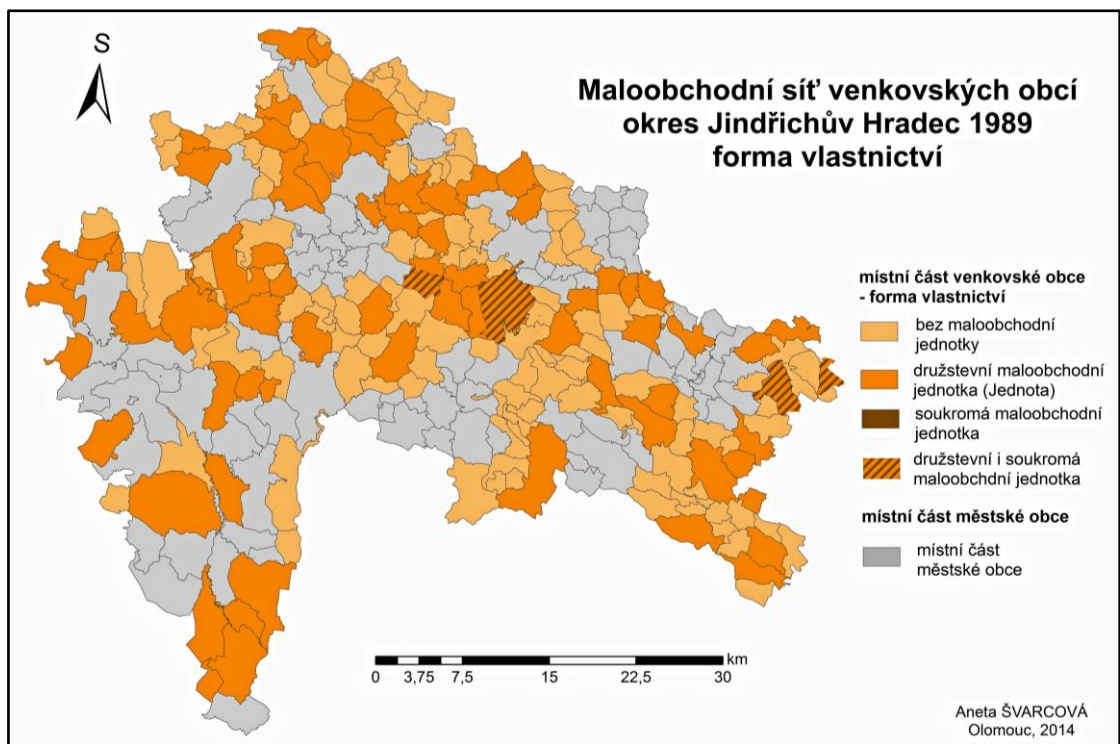 S
Maloobchodní síť venkovských obcí
okres Jindřichův Hradec 1989
forma vlastnictví
místní část venkovské obce
- forma vlastnictví
bez maloobchodní
jednotky
družstevní maloobchodní
jednotka (Jednota)
soukromá maloobchodní
jednotka
družstevní i soukromá
maloobchdní jednotka
místní část městské obce
místní část
městské obce
km
0 3,75 7,5 15 22,5 30
Aneta ŠVARCOVÁ
Olomouc, 2014